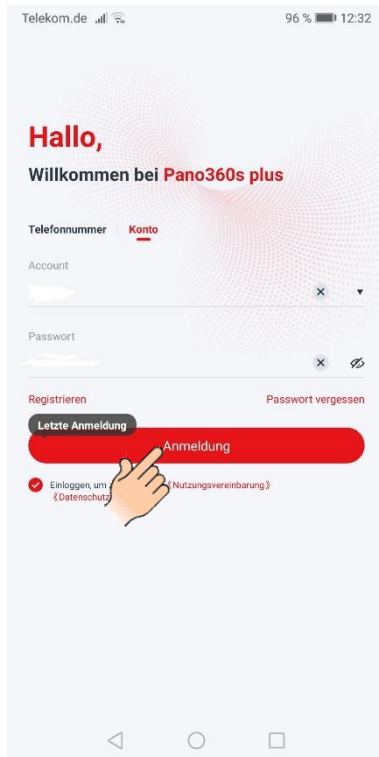 Telekom.de 96 % 12:32
Hallo,
Willkommen bei Pano360s plus
Telefonnummer Konto
Account
Passwort
Registrieren Passwort vergessen
Letzte Anmeldung
Anmeldung
Einloggen, um 《Nutzungsvereinbarung》
《Datenschutz